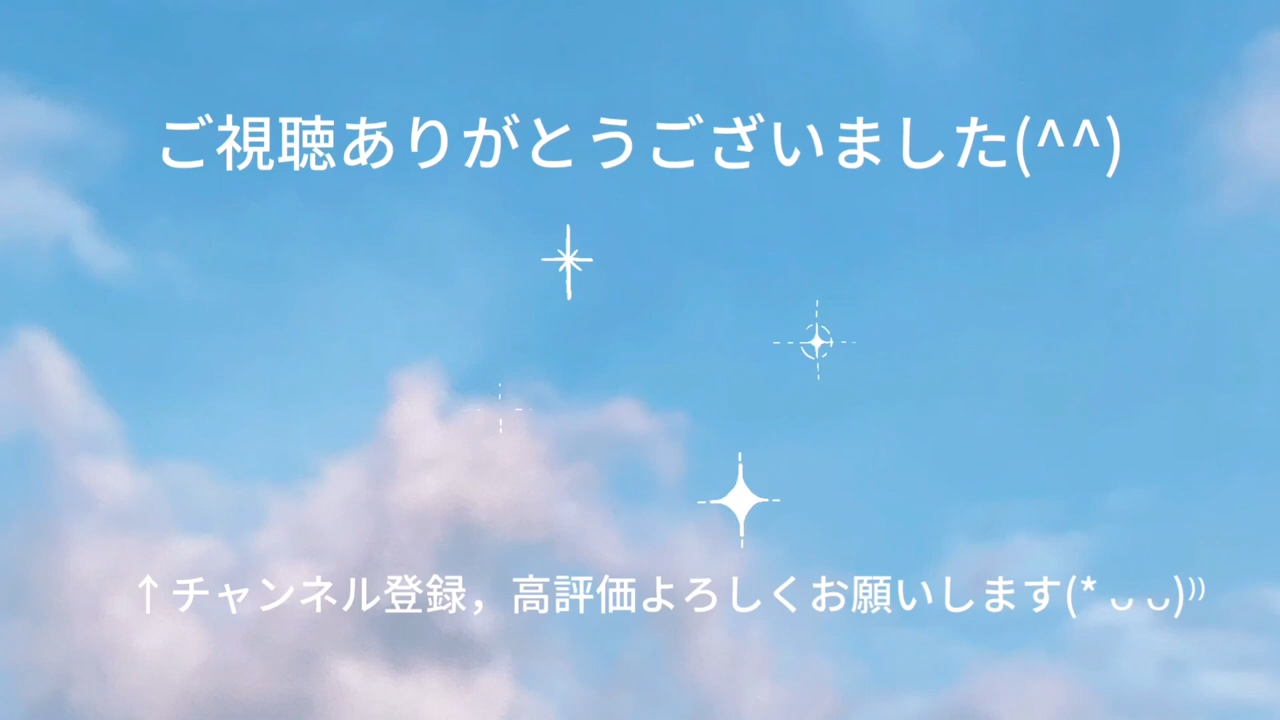 ご視聴ありがとうございました(^^)
↑チャンネル登録，高評価よろしくお願いします(* ᴗ ᴗ)⁾⁾